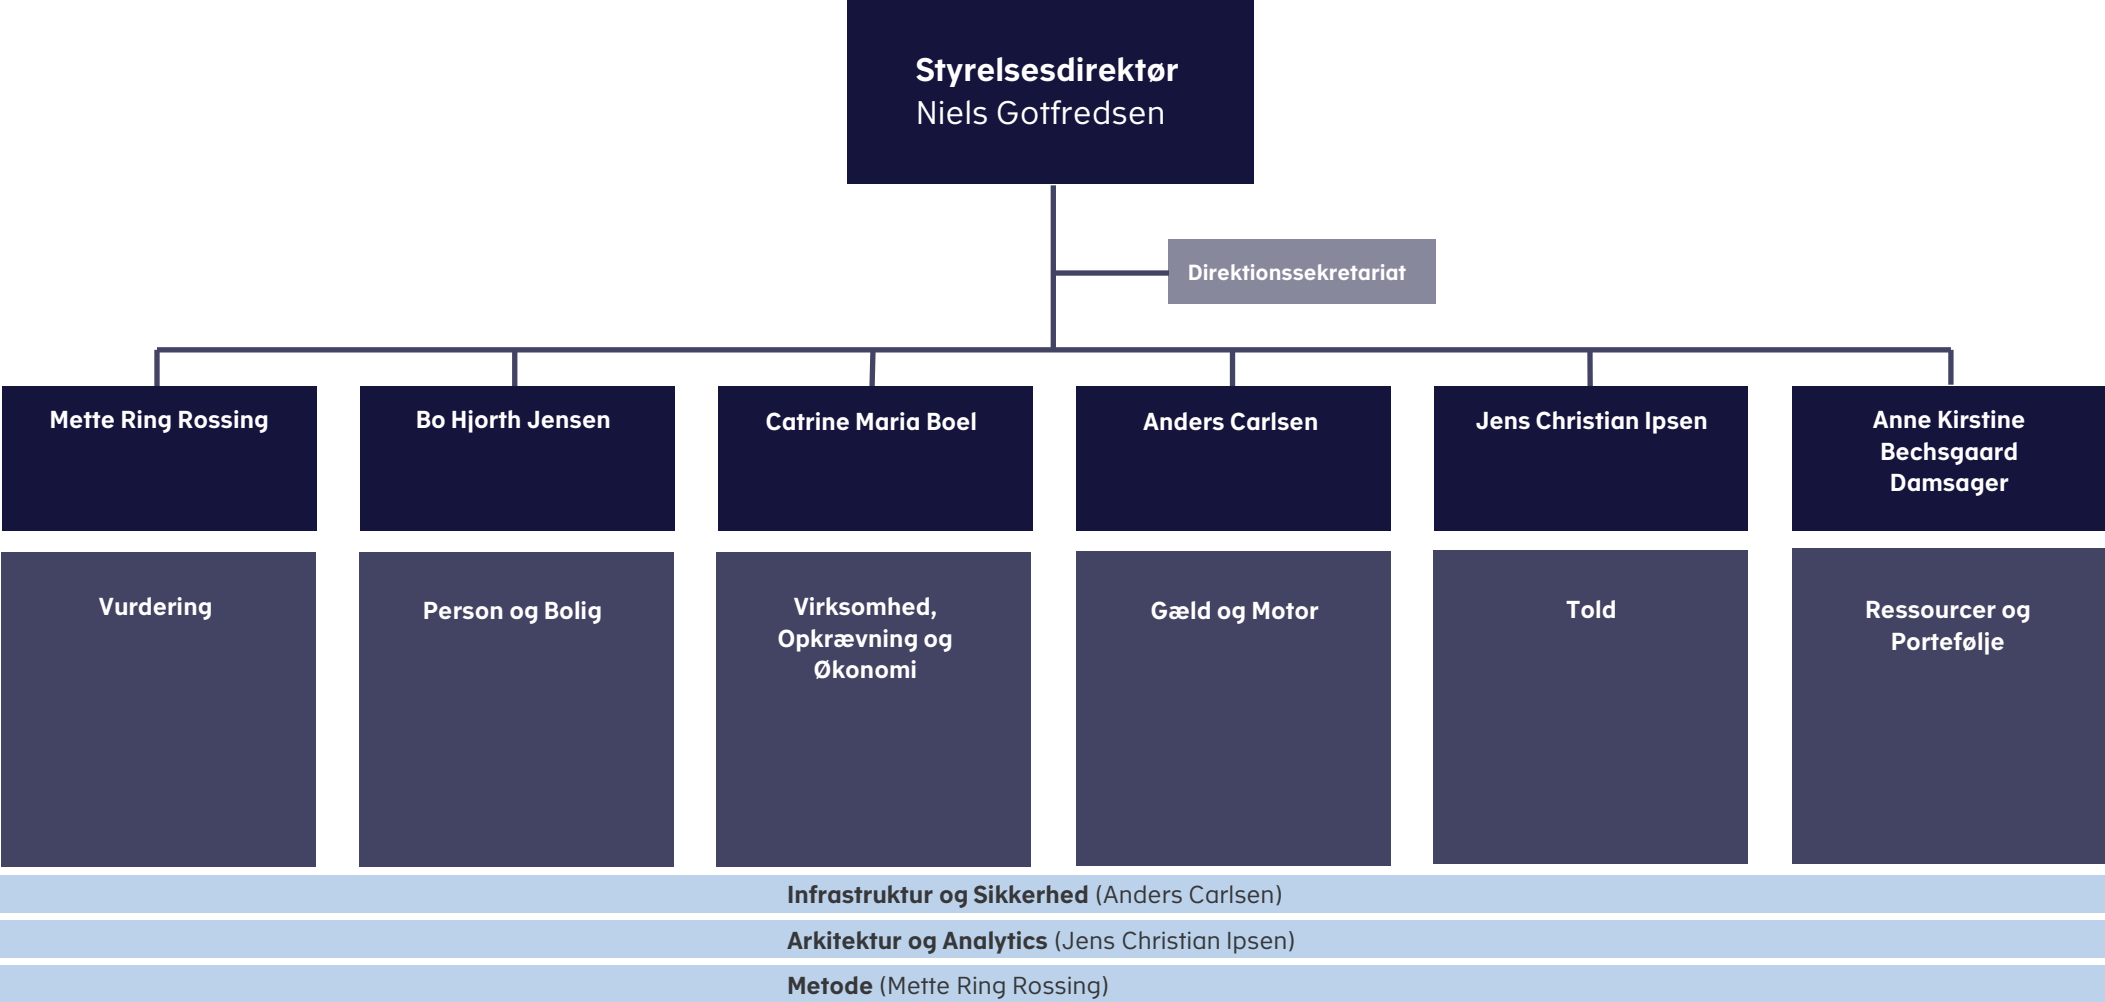 Styrelsesdirektør
Niels Gotfredsen
Direktionssekretariat
Mette Ring Rossing
Bo Hjorth Jensen
Catrine Maria Boel
Anders Carlsen
Jens Christian Ipsen
Anne Kirstine
Bechsgaard
Damsager
Vurdering
Person og Bolig
Virksomhed,
Opkrævning og
Økonomi
Gæld og Motor
Told
Ressourcer og
Portefølje
Infrastruktur og Sikkerhed (Anders Carlsen)
Arkitektur og Analytics (Jens Christian Ipsen)
Metode (Mette Ring Rossing)